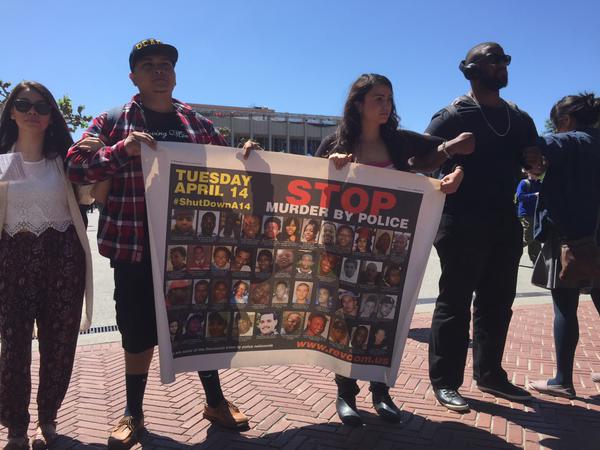 TUESDAY
APRIL 14
#ShutDownA14
STOP
MURDER BY POLICE
www.revcom.us